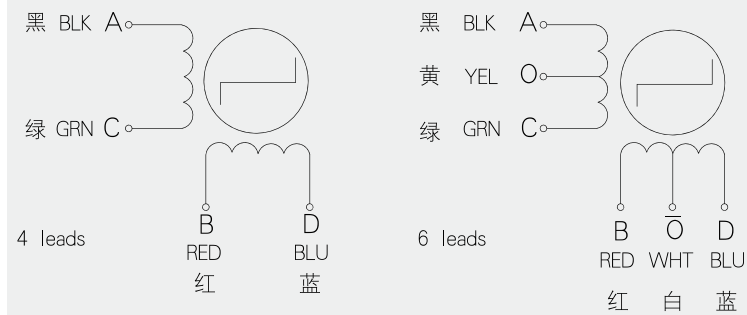 黑 BLK A
绿 GRN C
B D
RED BLU
红 蓝
4 leads
黑 BLK A
黄 YEL O
绿 GRN C
B O̅ D
RED WHT BLU
红 白 蓝
6 leads